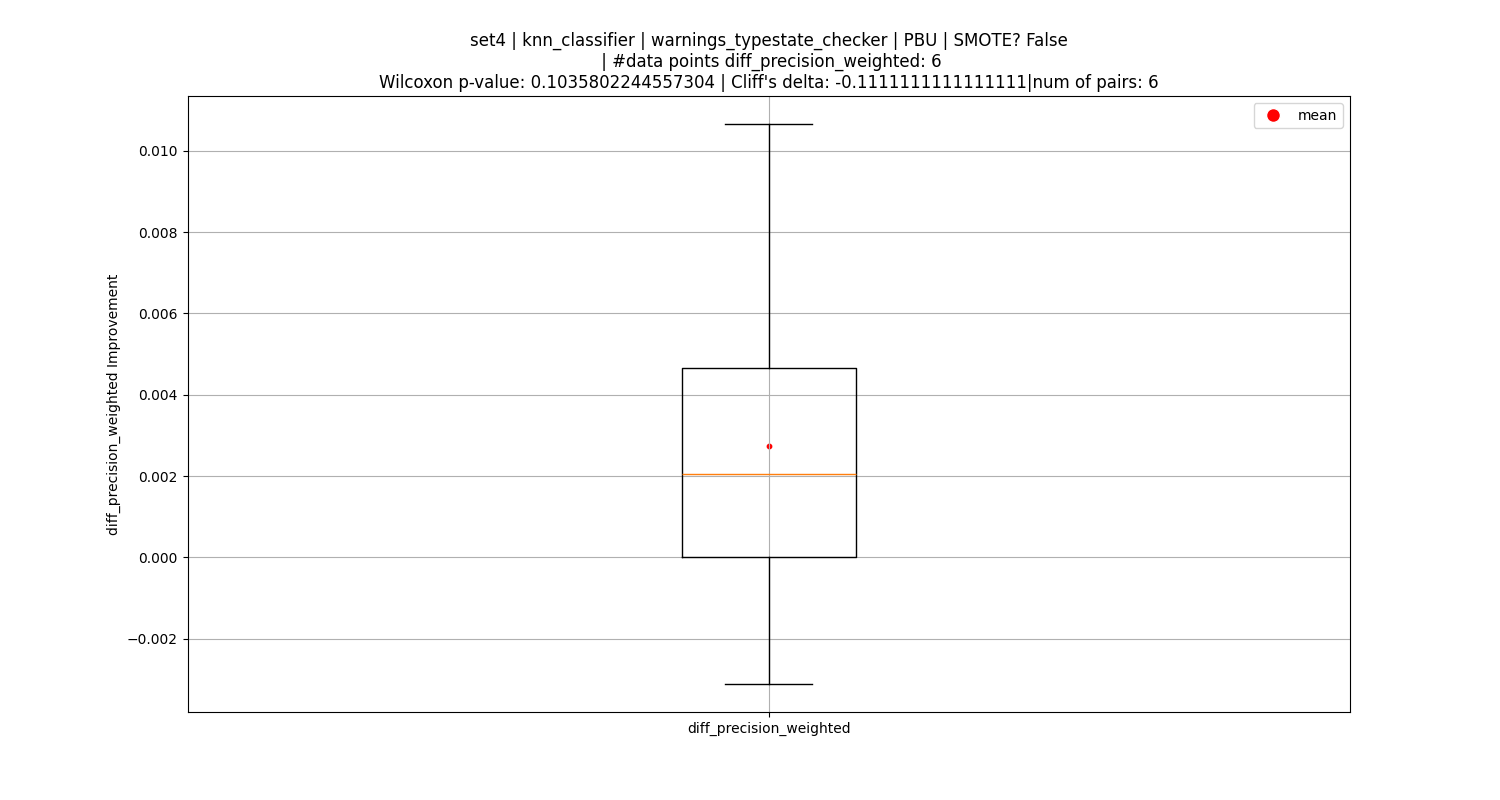 set4 | knn_classifier | warnings_typestate_checker | PBU | SMOTE? False
| #data points diff_precision_weighted: 6
Wilcoxon p-value: 0.1035802244557304 | Cliff's delta: -0.1111111111111111|num of pairs: 6
mean
0.010
0.008
0.006
0.004
0.002
0.000
−0.002
diff_precision_weighted Improvement
diff_precision_weighted